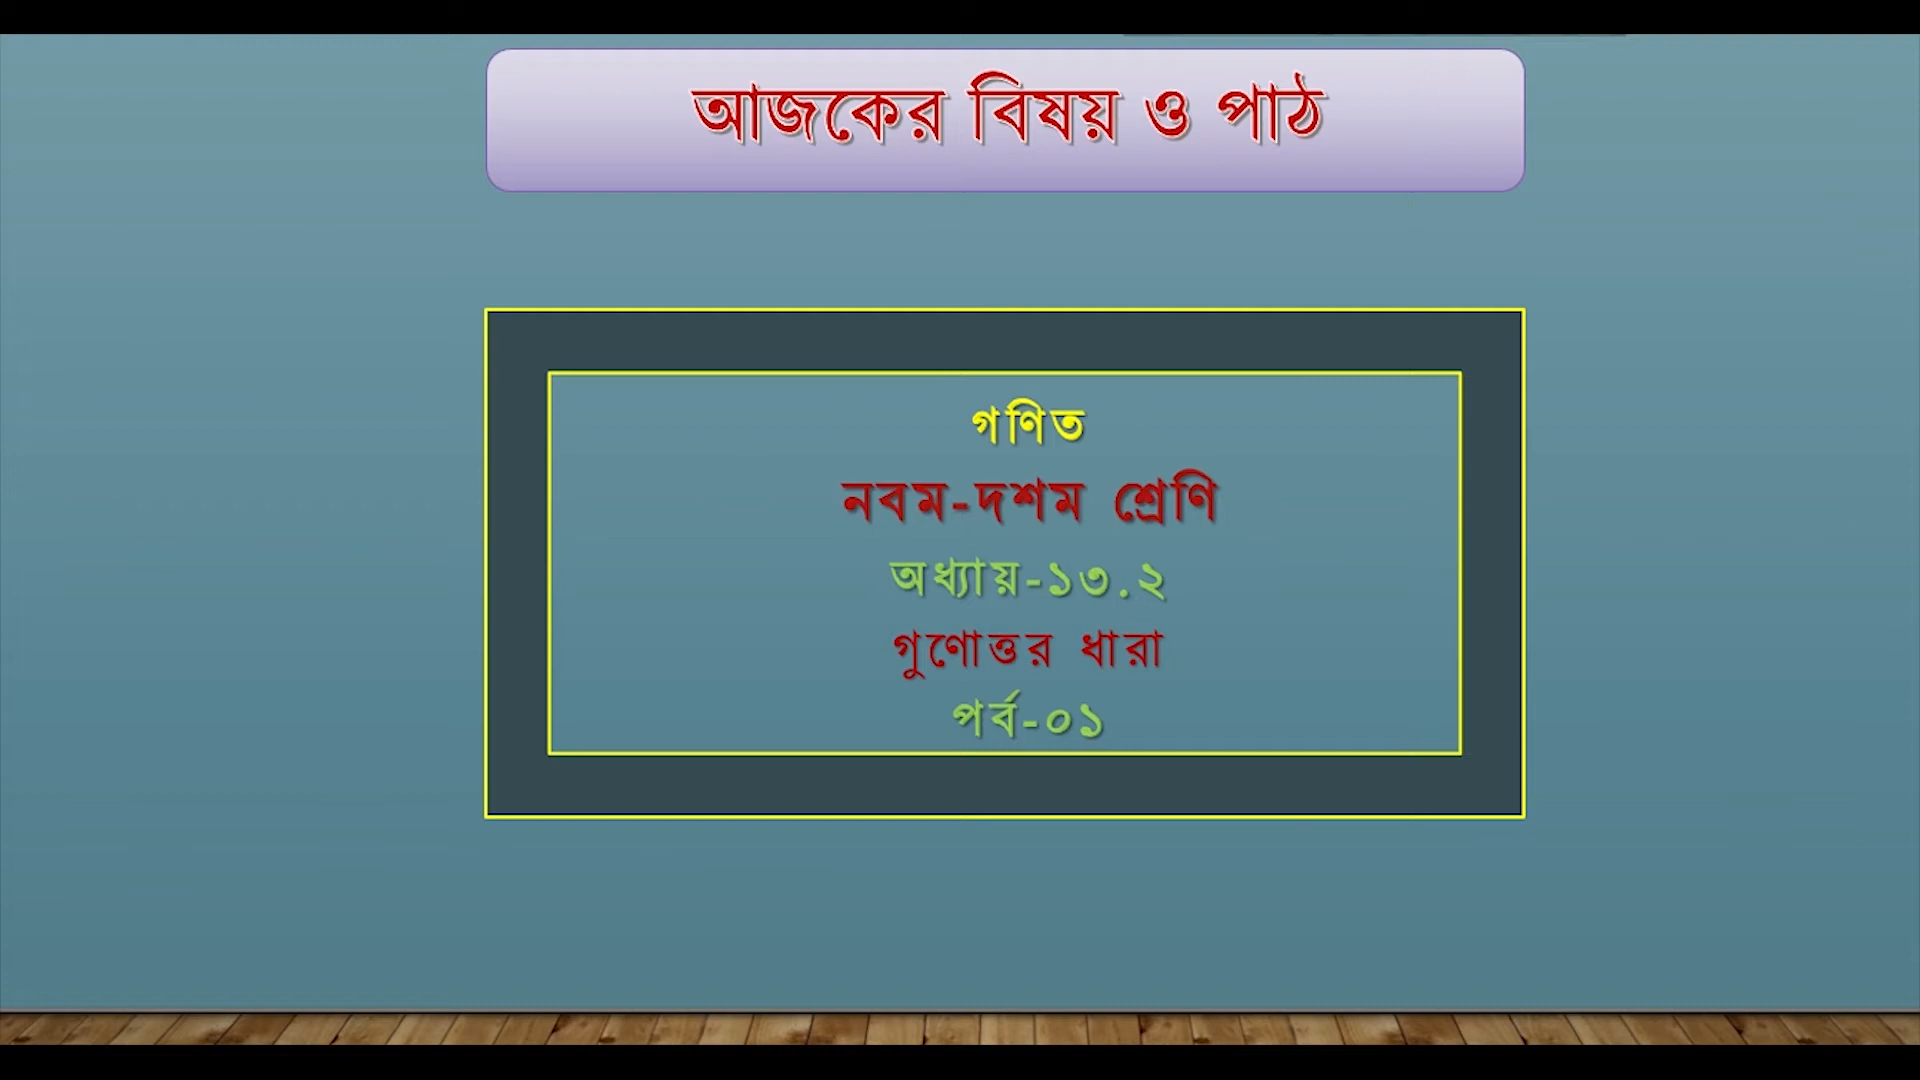 আজকের বিষয় ও পাঠ
গণিত
নবম-দশম শ্রেণি
অধ্যায়-১৩.২
গুণোত্তর ধারা
পর্ব-০১